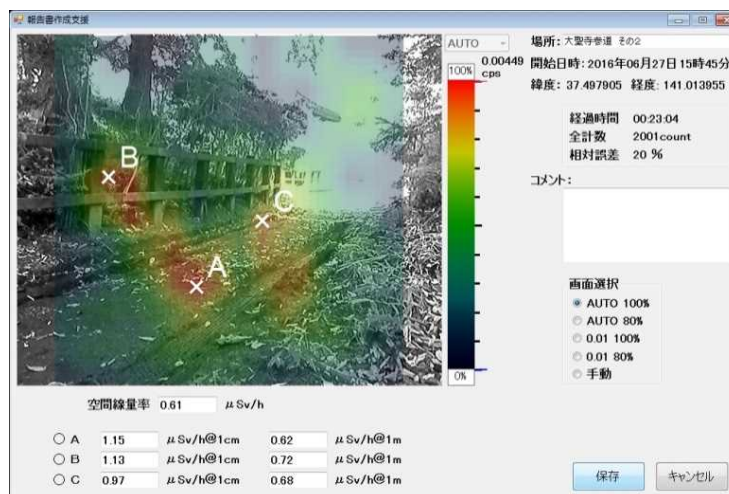 報告書作成支援
AUTO
100%
0.00449
cps
0%
B
C
A
場所: 大聖寺参道 その2
開始日時: 2016年06月27日 15時45分
緯度: 37.497905 経度: 141.013955
経過時間 00:23:04
全計数 2001count
相対誤差 20 %
コメント:
画面選択
AUTO 100%
AUTO 80%
0.01 100%
0.01 80%
手動
空間線量率 0.61 μSv/h
A 1.15 μSv/h@1cm 0.62 μSv/h@1m
B 1.13 μSv/h@1cm 0.72 μSv/h@1m
C 0.97 μSv/h@1cm 0.68 μSv/h@1m
保存 キャンセル